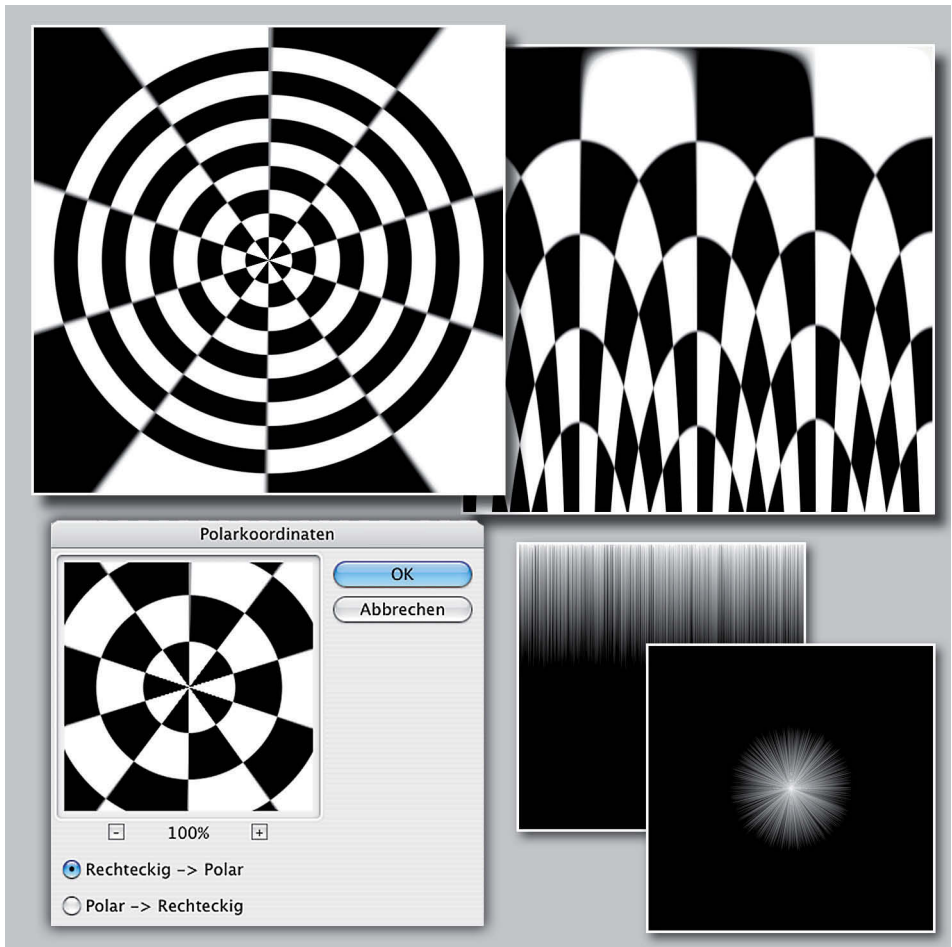 Polarkoordinaten
OK
Abbrechen
- 100% +
Rechteckig -> Polar
Polar -> Rechteckig